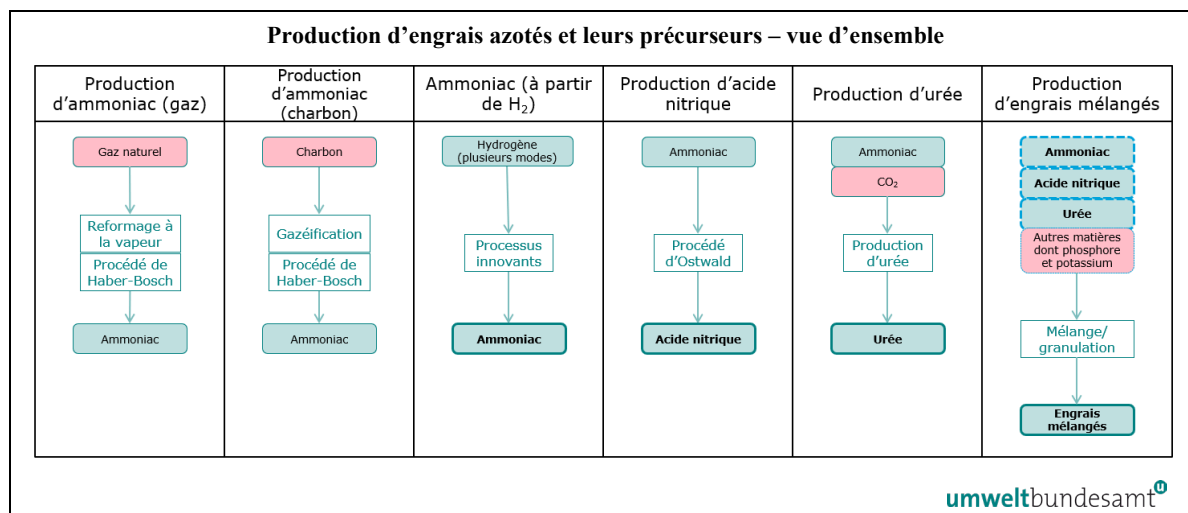 Production d’engrais azotés et leurs précurseurs – vue d’ensemble
Production
d’ammoniac (gaz)
Gaz naturel
Reformage à
la vapeur
Procédé de
Haber-Bosch
Ammoniac
Production
d’ammoniac
(charbon)
Charbon
Gazéification
Procédé de
Haber-Bosch
Ammoniac
Ammoniac (à partir
de H₂)
Hydrogène
(plusieurs modes)
Processus
innovants
Ammoniac
Production d’acide
nitrique
Ammoniac
Procédé
d’Ostwald
Acide nitrique
Production d’urée
Ammoniac
CO₂
Production
d’urée
Urée
Production
d’engrais mélangés
Ammoniac
Acide nitrique
Urée
Autres matières
dont phosphore
et potassium
Mélange/
granulation
Engrais
mélangés
umweltbundesamt
u